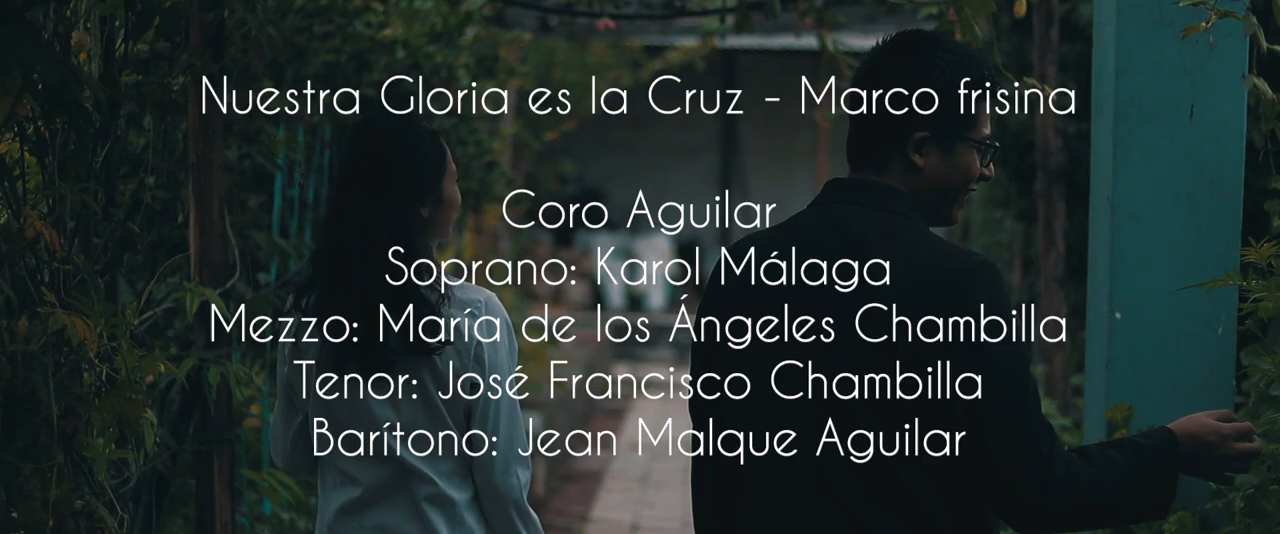 Nuestra Gloria es la Cruz - Marco frisina
Coro Aguilar
Soprano: Karol Málaga
Mezzo: María de los Ángeles Chambilla
Tenor: José Francisco Chambilla
Barítono: Jean Malque Aguilar